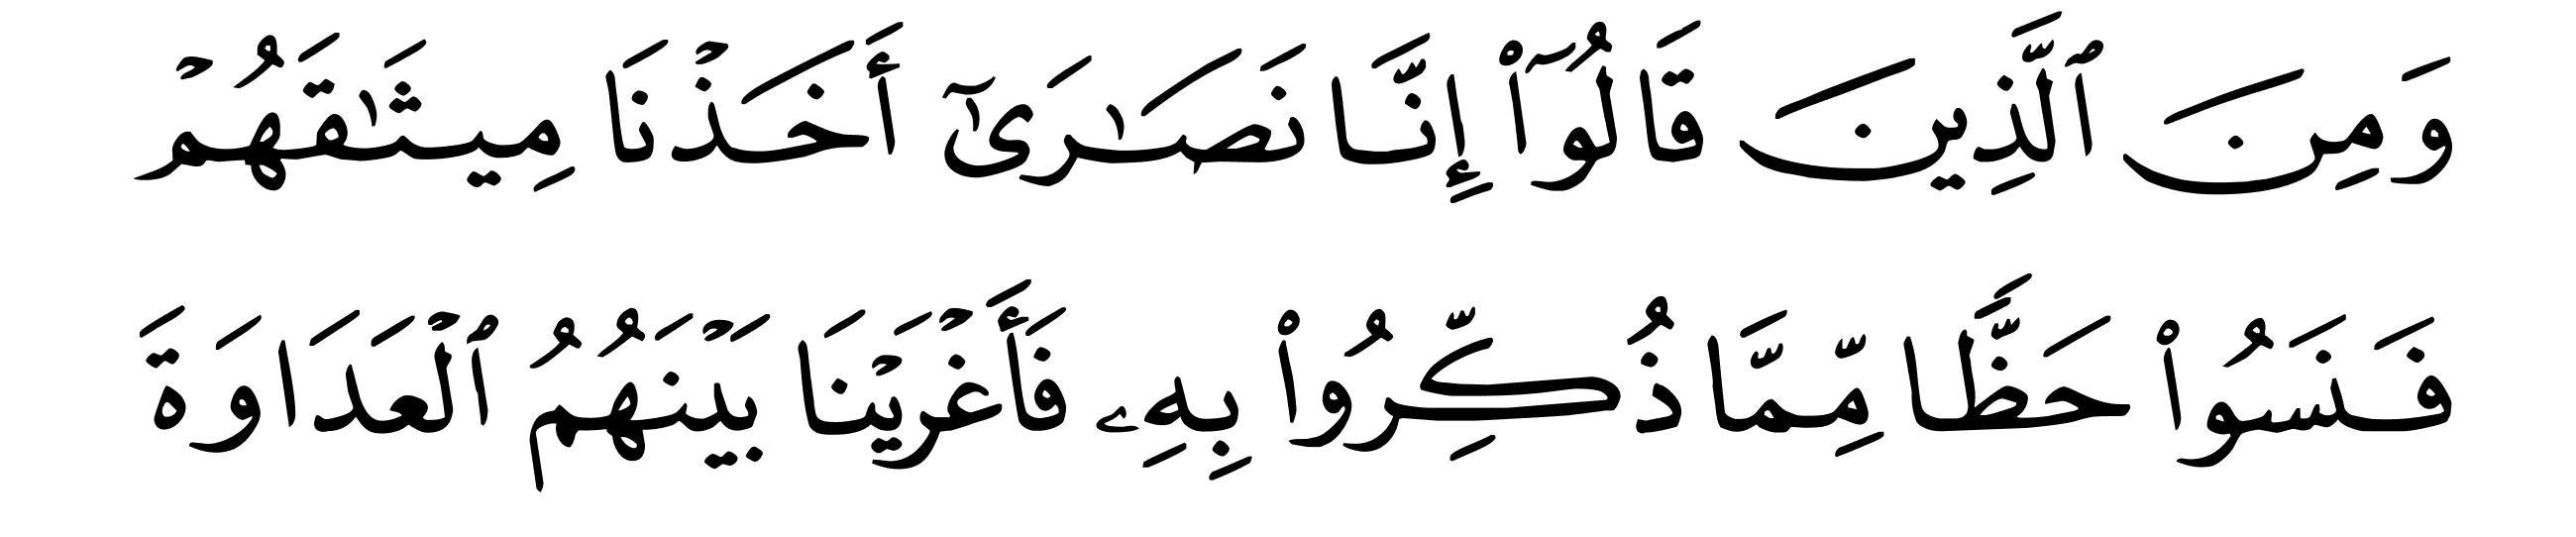 وَمِنَ ٱلَّذِينَ قَالُوٓاْ إِنَّا نَصَٰرَىٰٓ أَخَذۡنَا مِيثَٰقَهُمۡ
فَنَسُواْ حَظّٗا مِّمَّا ذُكِّرُواْ بِهِۦ فَأَغۡرَيۡنَا بَيۡنَهُمُ ٱلۡعَدَاوَةَ